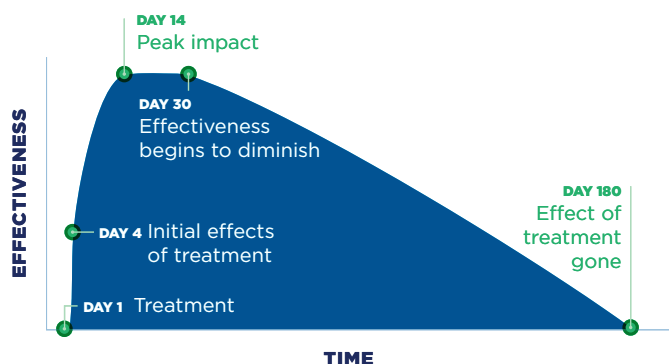 DAY 14
Peak impact
DAY 30
Effectiveness
begins to diminish
EFFECTIVENESS
DAY 180
Effect of
treatment
gone
DAY 4 Initial effects
of treatment
DAY 1 Treatment
TIME